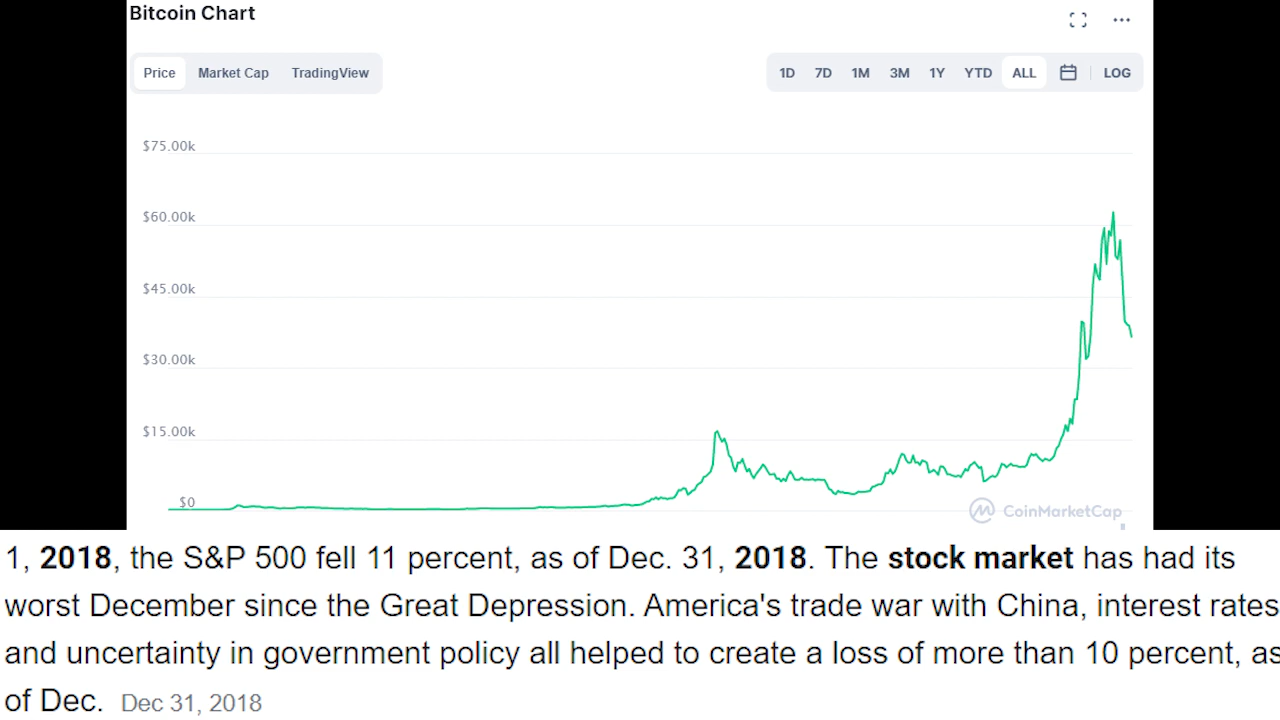 Bitcoin Chart
Price Market Cap TradingView 1D 7D 1M 3M 1Y YTD ALL LOG
$75.00k
$60.00k
$45.00k
$30.00k
$15.00k
$0
CoinMarketCap
1, 2018, the S&P 500 fell 11 percent, as of Dec. 31, 2018. The stock market has had its
worst December since the Great Depression. America's trade war with China, interest rates
and uncertainty in government policy all helped to create a loss of more than 10 percent, as
of Dec. Dec 31, 2018